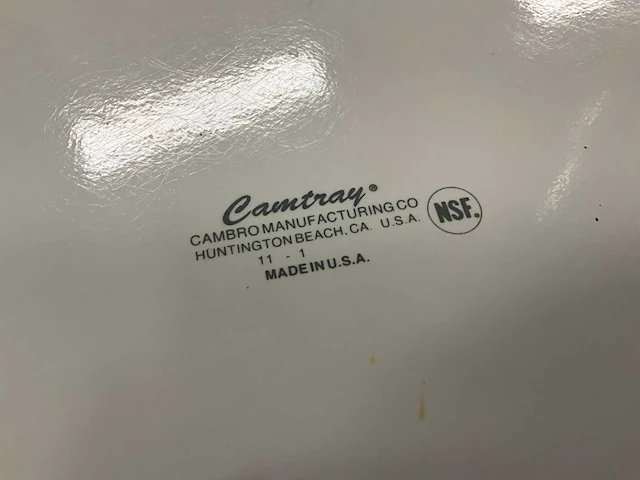 Camtray®
CAMBRO MANUFACTURING CO
HUNTINGTON BEACH, CA. U.S.A.
11 - 1
MADE IN U.S.A.
NSF.